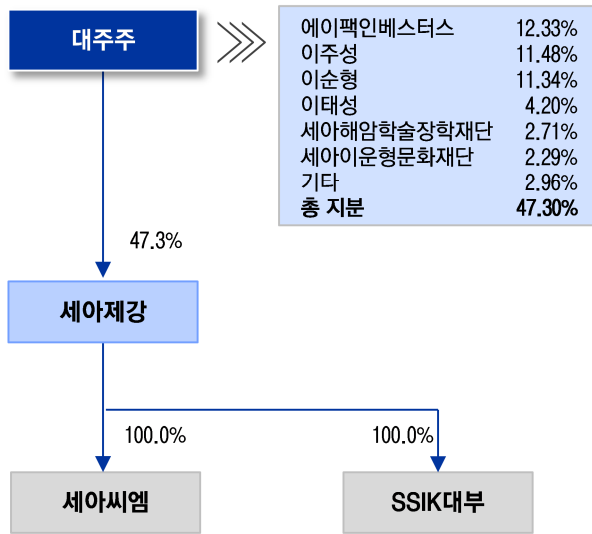 대주주
에이팩인베스터스 12.33%
이주성 11.48%
이순형 11.34%
이태성 4.20%
세아해암학술장학재단 2.71%
세아이운형문화재단 2.29%
기타 2.96%
총 지분 47.30%
47.3%
세아제강
100.0% 100.0%
세아씨엠 SSIK대부